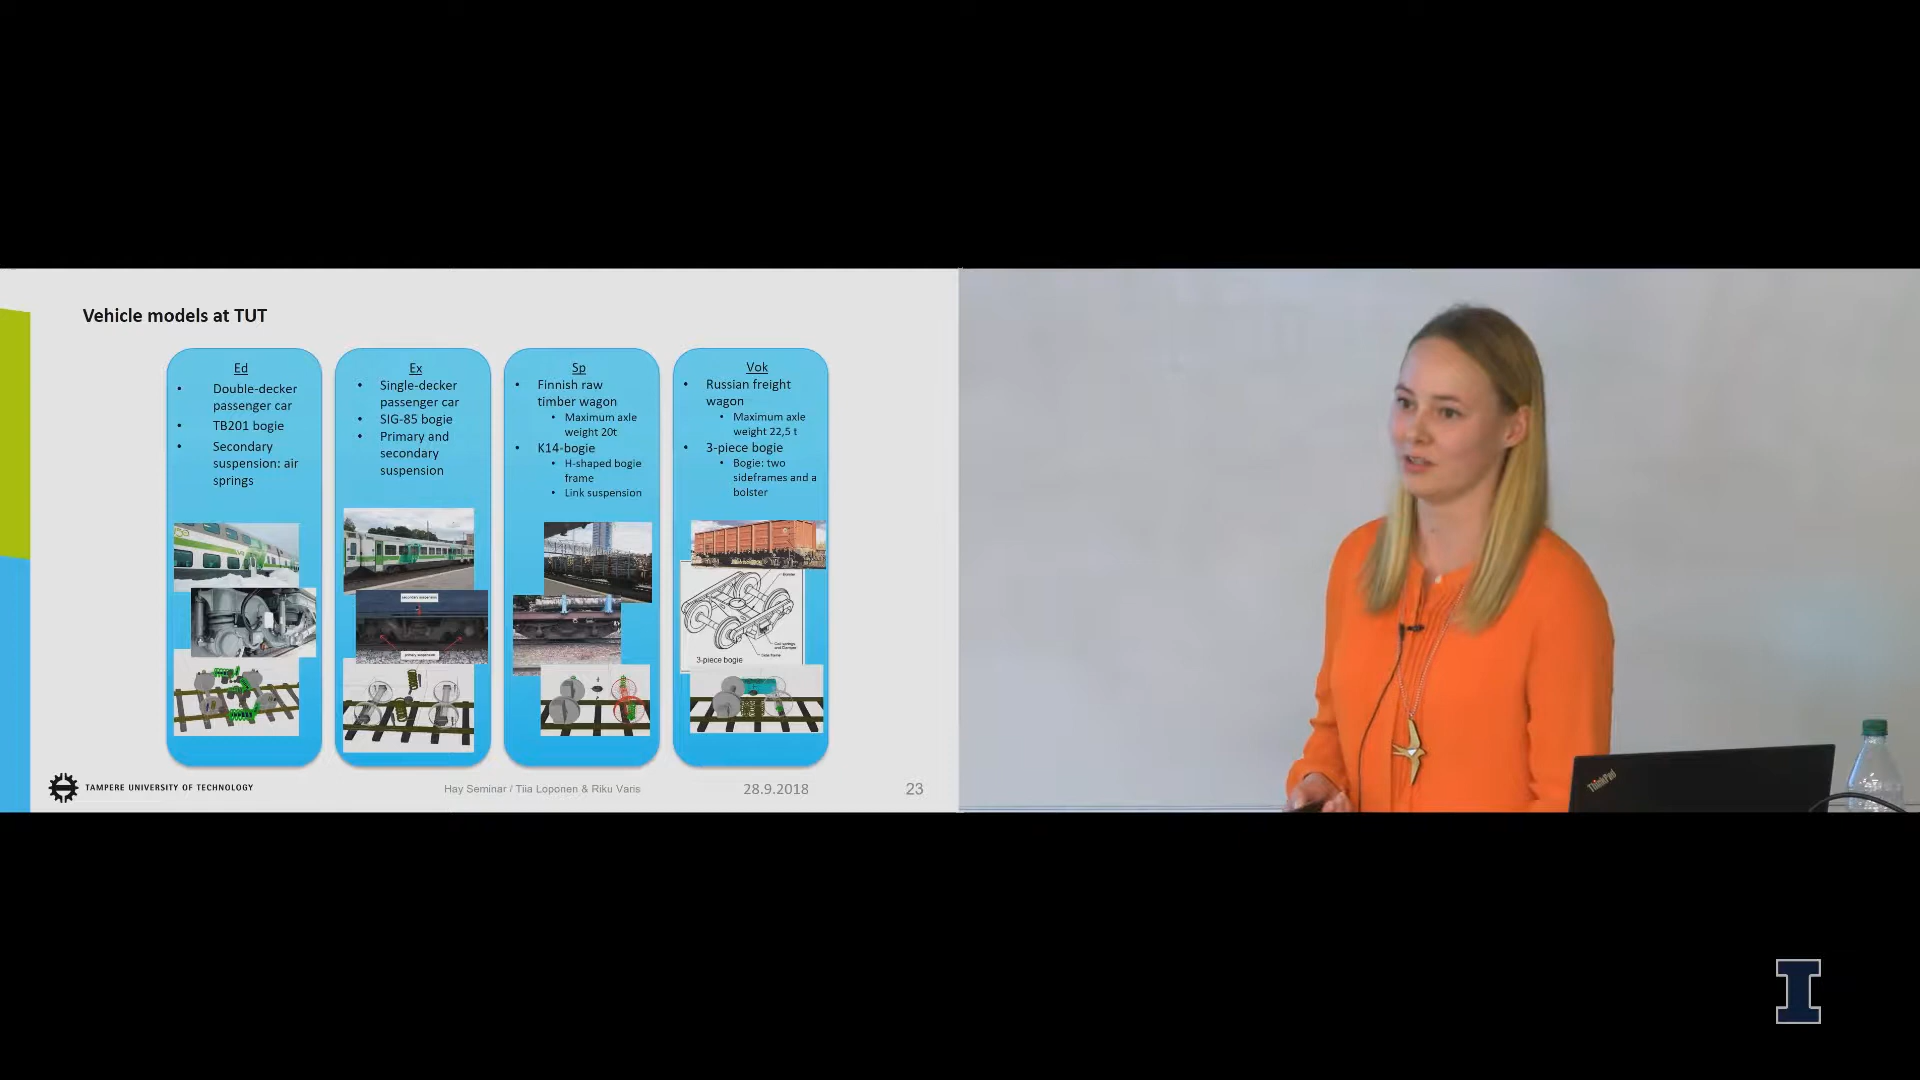 Vehicle models at TUT
Ed
• Double-decker
passenger car
• TB201 bogie
• Secondary
suspension: air
springs
Ex
• Single-decker
passenger car
• SIG-85 bogie
• Primary and
secondary
suspension
secondary suspension
primary suspension
Sp
• Finnish raw
timber wagon
• Maximum axle
weight 20t
• K14-bogie
• H-shaped bogie
frame
• Link suspension
Vok
• Russian freight
wagon
• Maximum axle
weight 22,5 t
• 3-piece bogie
• Bogie: two
sideframes and a
bolster
3-piece bogie
TAMPERE UNIVERSITY OF TECHNOLOGY
Hay Seminar / Tiia Loponen & Riku Varis
28.9.2018
23
ThinkPad
I